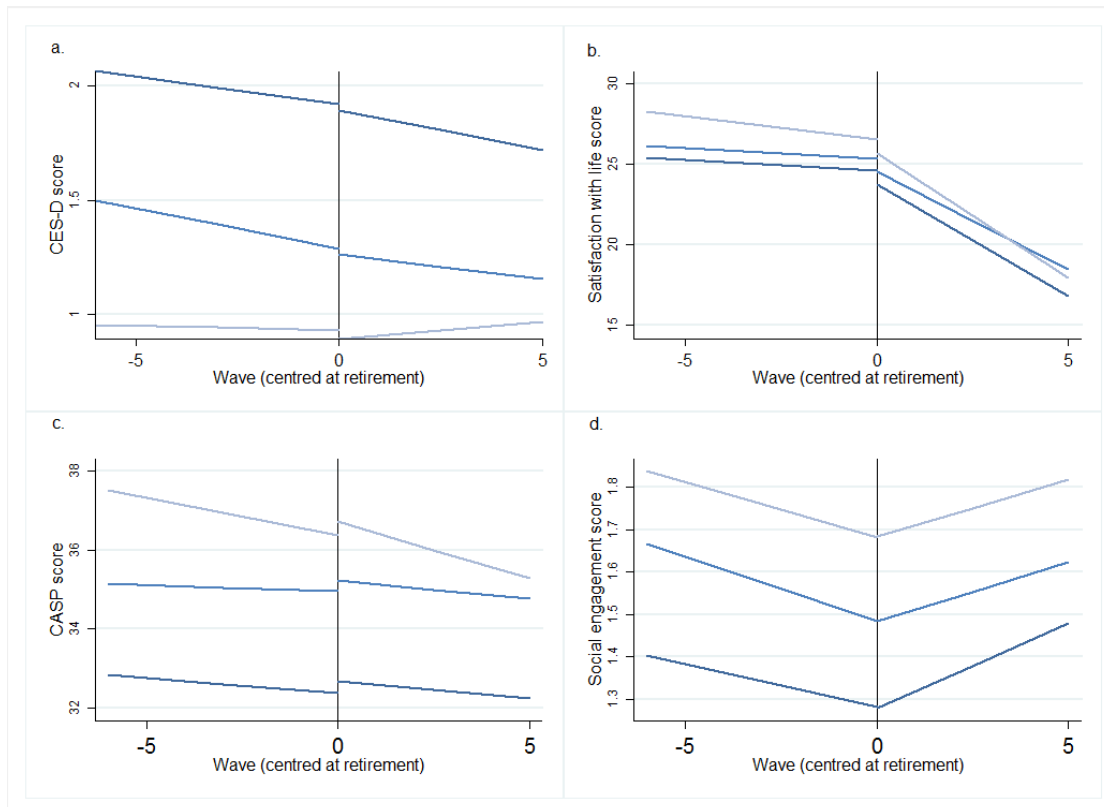 a.
CES-D score
2
1.5
1
-5 0 5
Wave (centred at retirement)
b.
Satisfaction with life score
30
25
20
15
-5 0 5
Wave (centred at retirement)
c.
CASP score
38
36
34
32
-5 0 5
Wave (centred at retirement)
d.
Social engagement score
1.8
1.7
1.6
1.5
1.4
1.3
-5 0 5
Wave (centred at retirement)